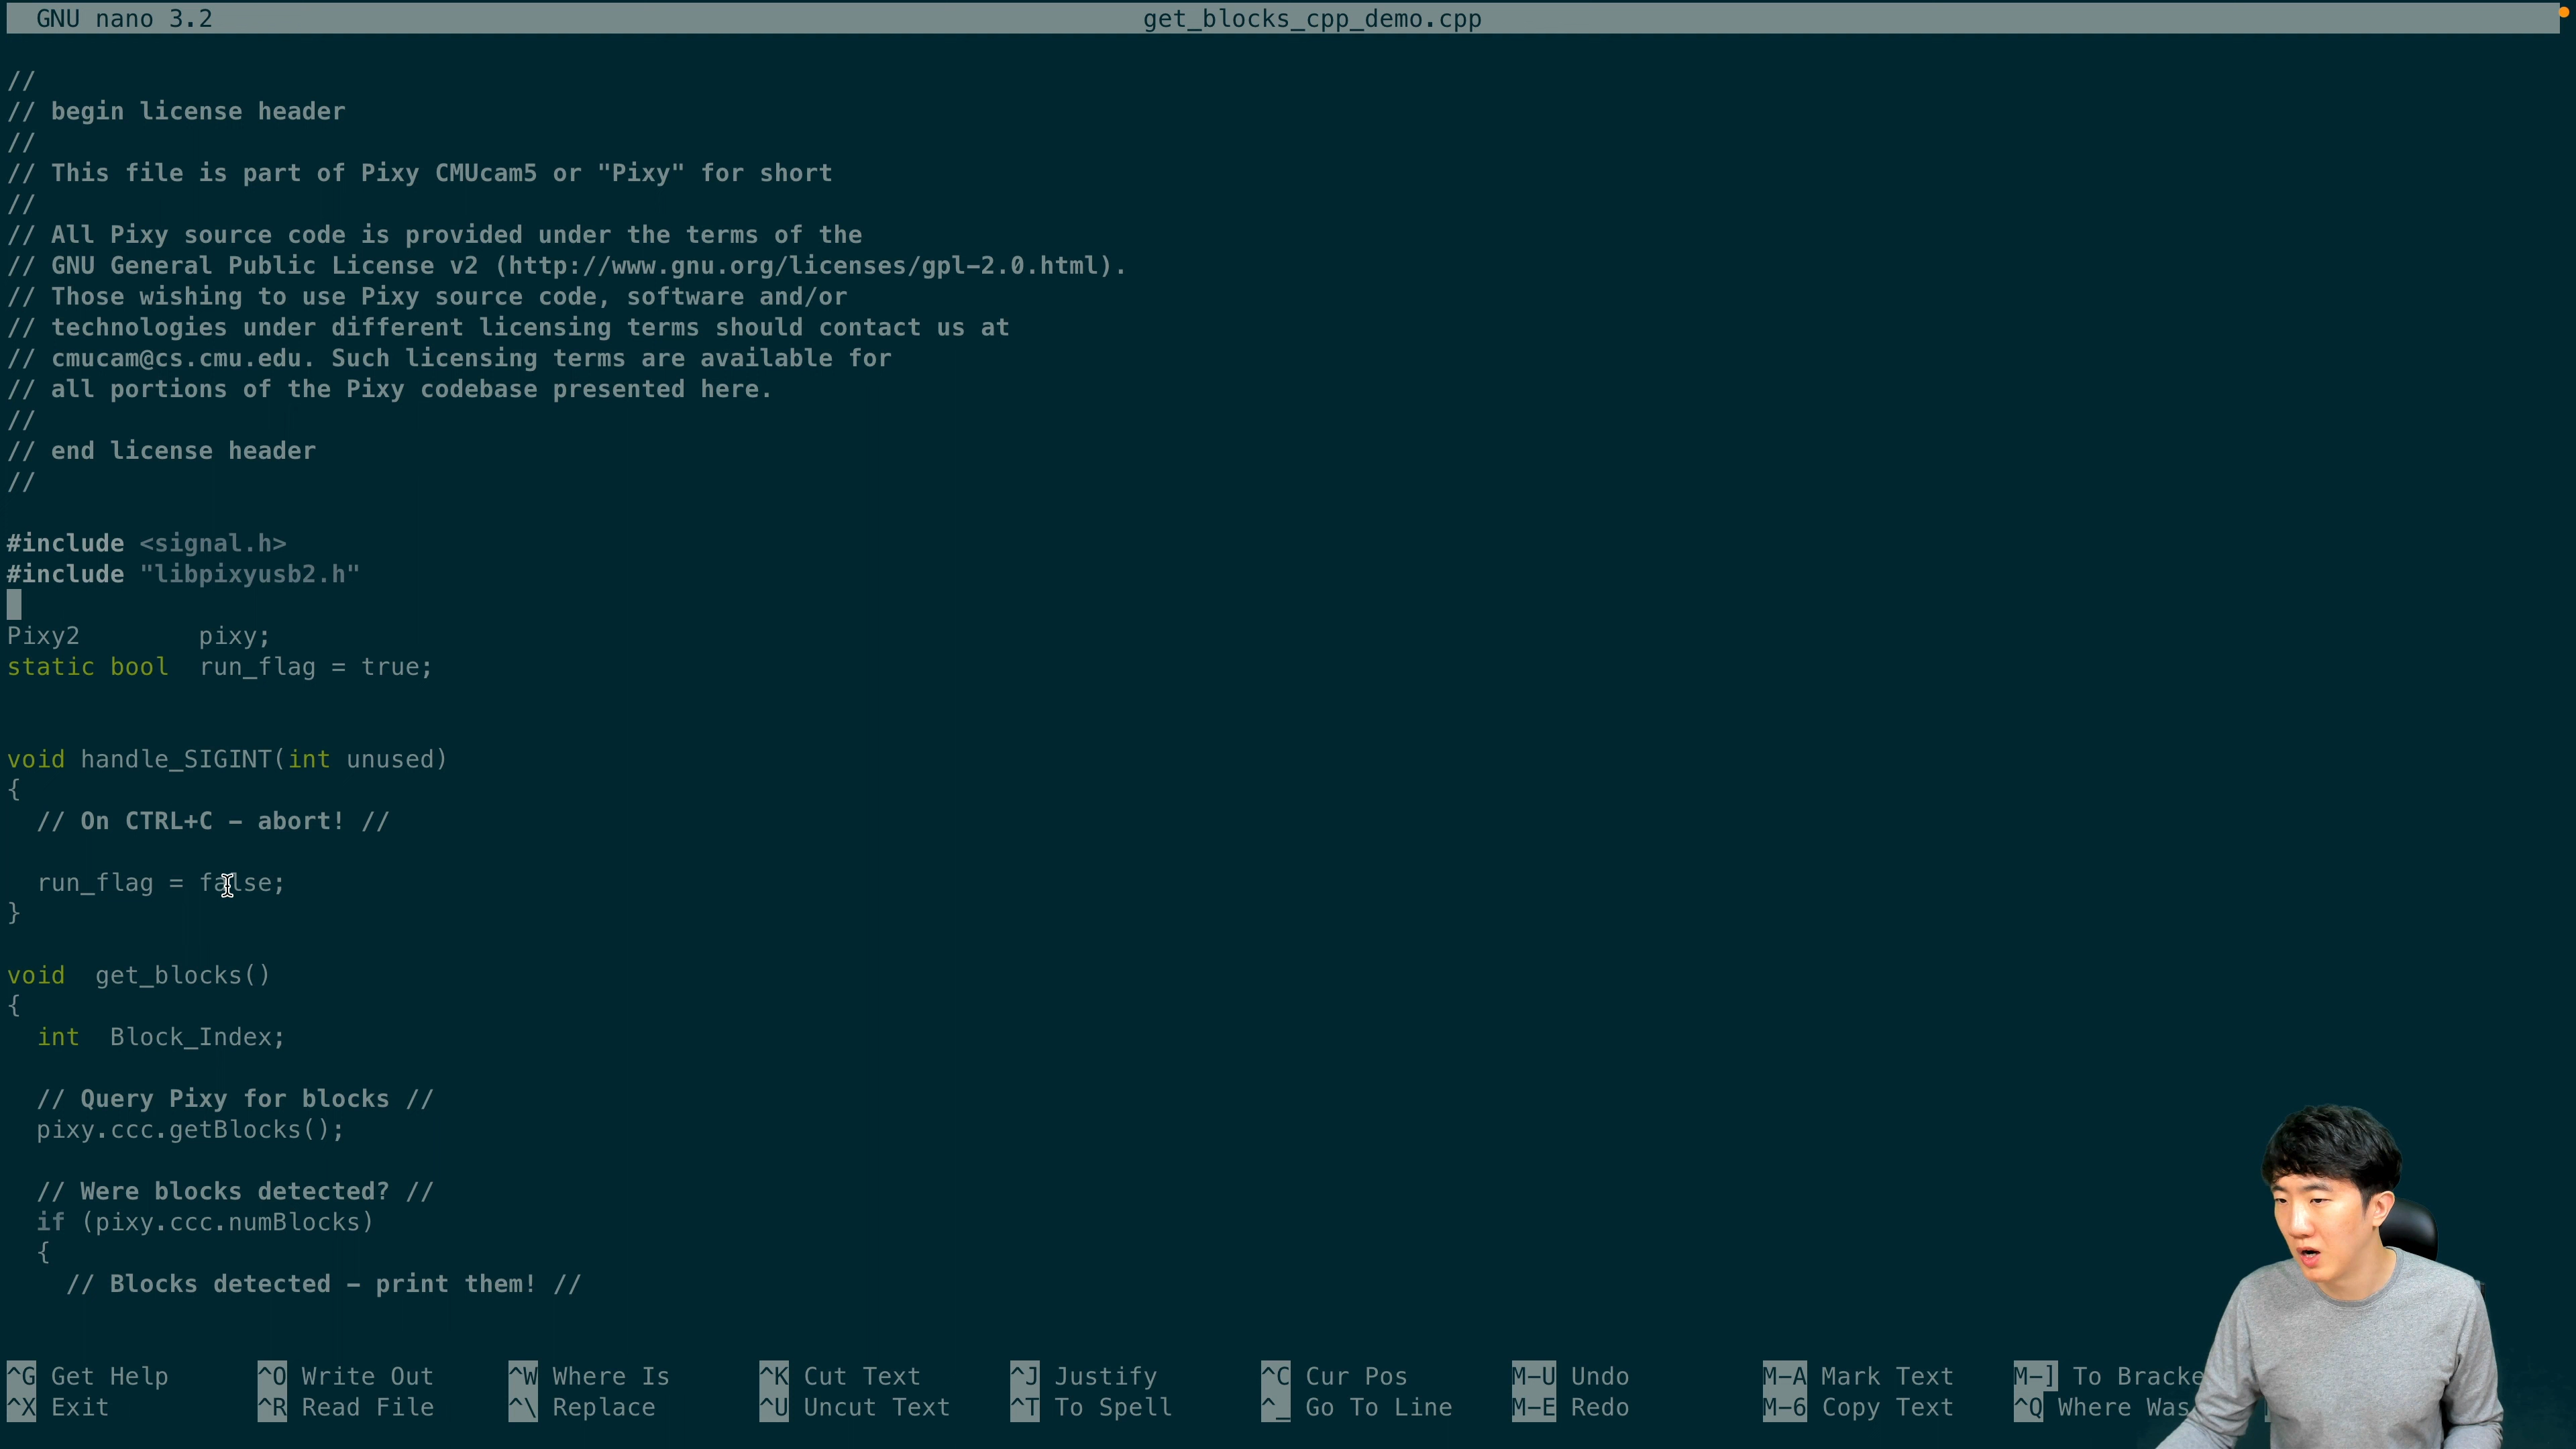 GNU nano 3.2 get_blocks_cpp_demo.cpp
//
// begin license header
//
// This file is part of Pixy CMUcam5 or "Pixy" for short
//
// All Pixy source code is provided under the terms of the
// GNU General Public License v2 (http://www.gnu.org/licenses/gpl-2.0.html).
// Those wishing to use Pixy source code, software and/or
// technologies under different licensing terms should contact us at
// cmucam@cs.cmu.edu. Such licensing terms are available for
// all portions of the Pixy codebase presented here.
//
// end license header
//
#include <signal.h>
#include "libpixyusb2.h"
Pixy2        pixy;
static bool  run_flag = true;
void handle_SIGINT(int unused)
{
  // On CTRL+C - abort! //
  run_flag = false;
}
void  get_blocks()
{
  int  Block_Index;
  // Query Pixy for blocks //
  pixy.ccc.getBlocks();
  // Were blocks detected? //
  if (pixy.ccc.numBlocks)
  {
    // Blocks detected - print them! //
^G Get Help ^O Write Out ^W Where Is ^K Cut Text ^J Justify ^C Cur Pos M-U Undo M-A Mark Text M-] To Bracke
^X Exit ^R Read File ^\ Replace ^U Uncut Text ^T To Spell ^_ Go To Line M-E Redo M-6 Copy Text ^Q Where Was